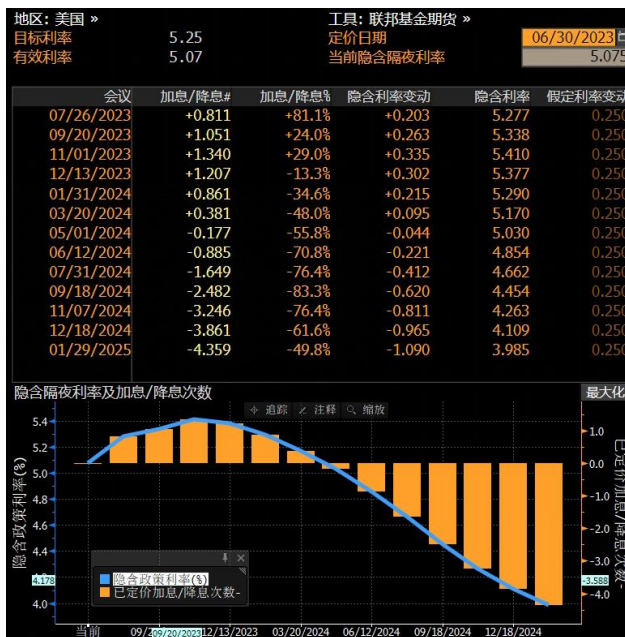 地区: 美国 » 工具: 联邦基金期货 »
目标利率 5.25 定价日期 06/30/2023
有效利率 5.07 当前隐含隔夜利率 5.075
会议 加息/降息# 加息/降息% 隐含利率变动 隐含利率 假定利率变动
07/26/2023 +0.811 +81.1% +0.203 5.277 0.250
09/20/2023 +1.051 +24.0% +0.263 5.338 0.250
11/01/2023 +1.340 +29.0% +0.335 5.410 0.250
12/13/2023 +1.207 -13.3% +0.302 5.377 0.250
01/31/2024 +0.861 -34.6% +0.215 5.290 0.250
03/20/2024 +0.381 -48.0% +0.095 5.170 0.250
05/01/2024 -0.177 -55.8% -0.044 5.030 0.250
06/12/2024 -0.885 -70.8% -0.221 4.854 0.250
07/31/2024 -1.649 -76.4% -0.412 4.662 0.250
09/18/2024 -2.482 -83.3% -0.620 4.454 0.250
11/07/2024 -3.246 -76.4% -0.811 4.263 0.250
12/18/2024 -3.861 -61.6% -0.965 4.109 0.250
01/29/2025 -4.359 -49.8% -1.090 3.985 0.250
隐含隔夜利率及加息/降息次数 最大化
追踪 注释 缩放
隐含政策利率(%)
5.4
5.2
5.0
4.8
4.6
4.4
4.178
4.0
1.0
0.0
-1.0
-2.0
-3.0
-3.588
-4.0
已定价加息/降息次数
隐含政策利率(%)
已定价加息/降息次数-
当前 09/2 09/20/2023 12/13/2023 03/20/2024 06/12/2024 09/18/2024 12/18/2024